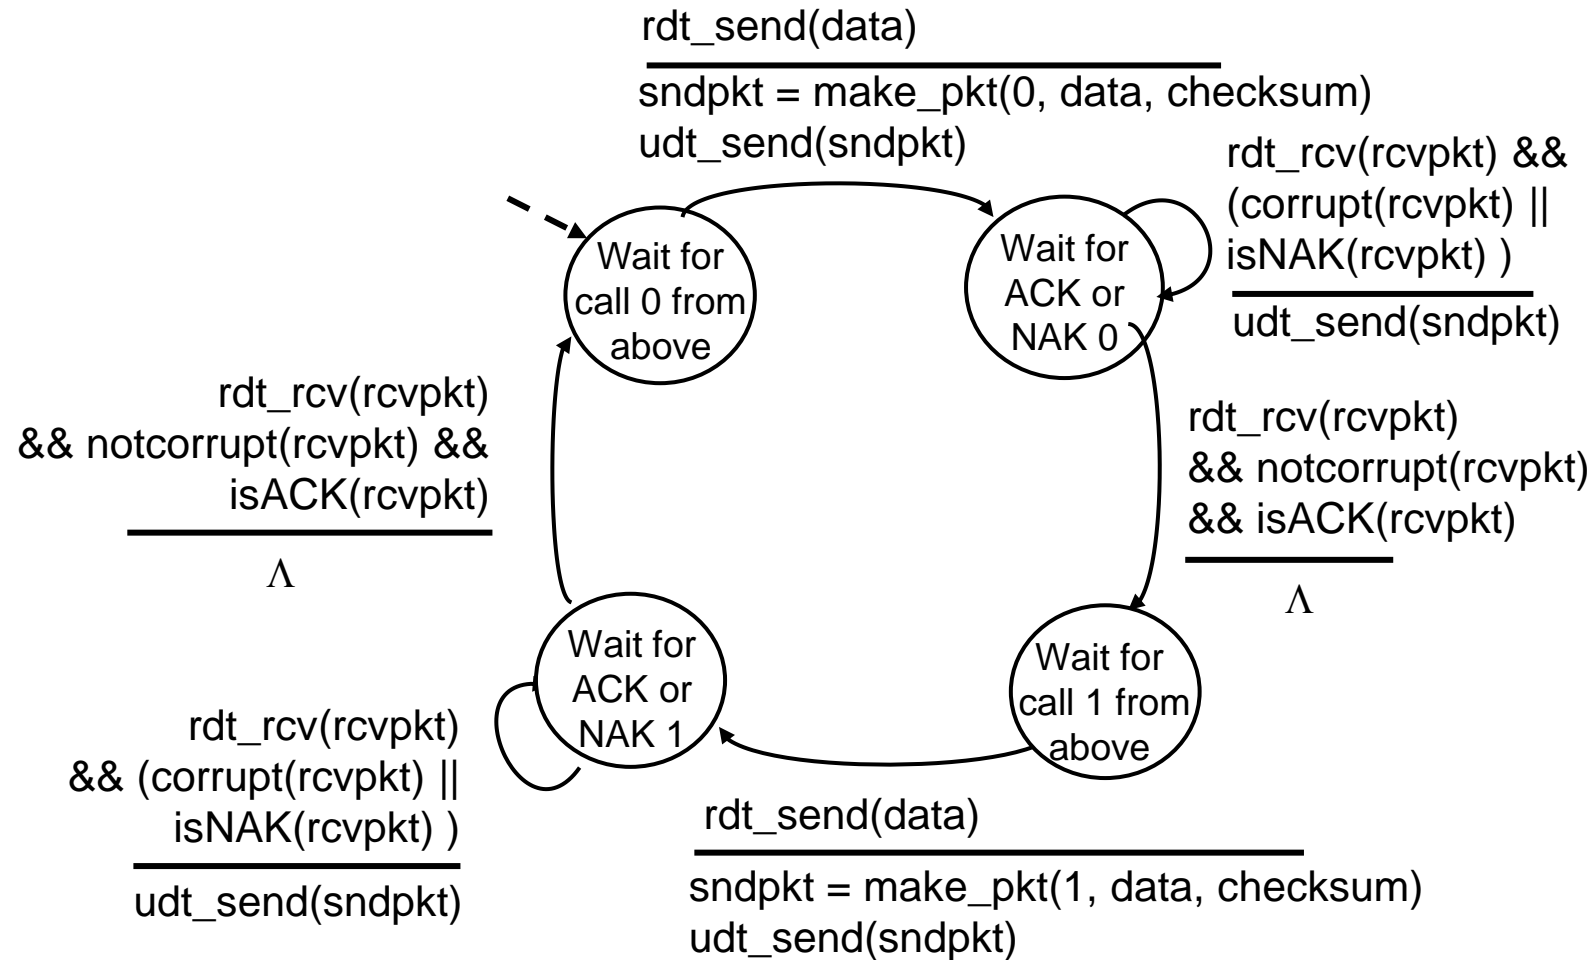 rdt_send(data)
sndpkt = make_pkt(0, data, checksum)
udt_send(sndpkt)
rdt_rcv(rcvpkt) &&
(corrupt(rcvpkt) ||
isNAK(rcvpkt) )
udt_send(sndpkt)
Wait for
call 0 from
above
Wait for
ACK or
NAK 0
rdt_rcv(rcvpkt)
&& notcorrupt(rcvpkt) &&
isACK(rcvpkt)
Λ
rdt_rcv(rcvpkt)
&& notcorrupt(rcvpkt)
&& isACK(rcvpkt)
Λ
Wait for
ACK or
NAK 1
Wait for
call 1 from
above
rdt_rcv(rcvpkt)
&& (corrupt(rcvpkt) ||
isNAK(rcvpkt) )
udt_send(sndpkt)
rdt_send(data)
sndpkt = make_pkt(1, data, checksum)
udt_send(sndpkt)